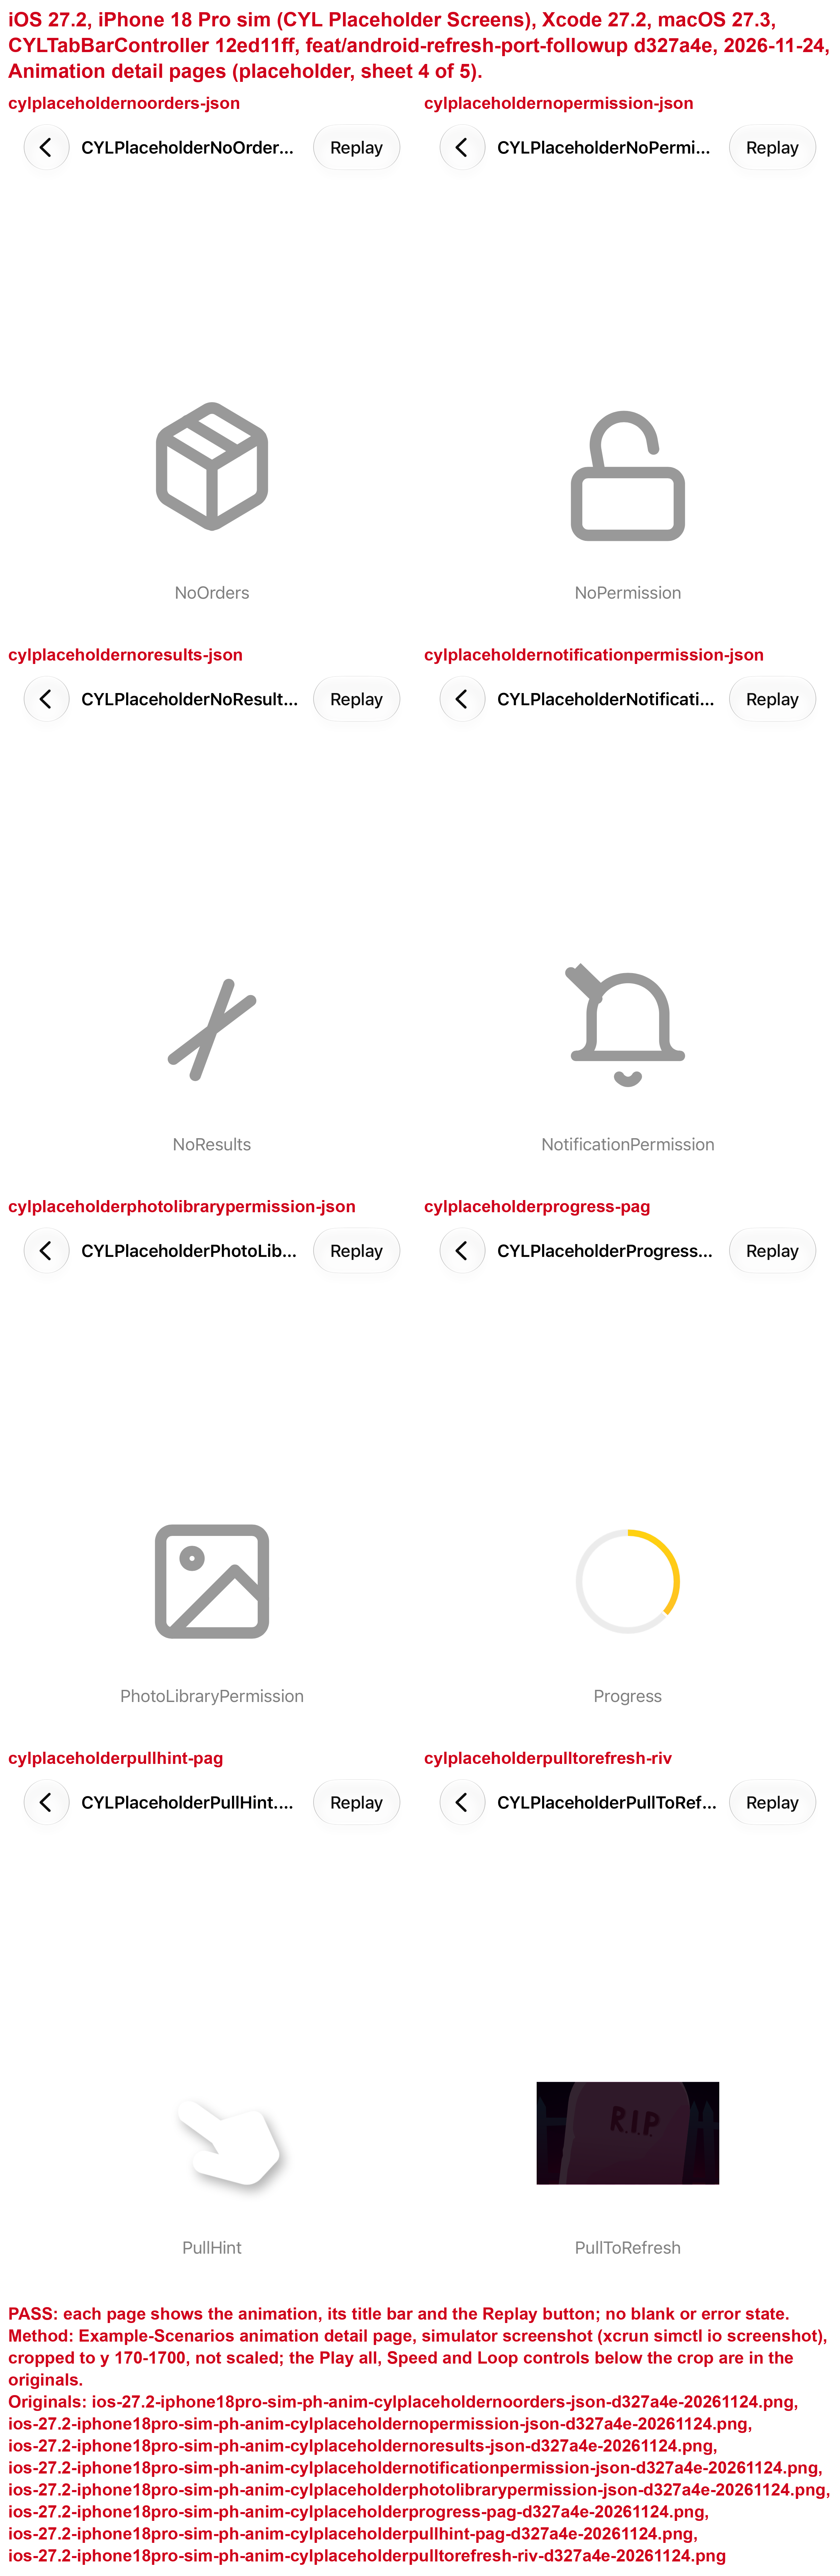 iOS 27.2, iPhone 18 Pro sim (CYL Placeholder Screens), Xcode 27.2, macOS 27.3,
CYLTabBarController 12ed11ff, feat/android-refresh-port-followup d327a4e, 2026-11-24,
Animation detail pages (placeholder, sheet 4 of 5).
cylplaceholdernoorders-json
CYLPlaceholderNoOrder... Replay
NoOrders
cylplaceholdernopermission-json
CYLPlaceholderNoPermi... Replay
NoPermission
cylplaceholdernoresults-json
CYLPlaceholderNoResult... Replay
NoResults
cylplaceholdernotificationpermission-json
CYLPlaceholderNotificati... Replay
NotificationPermission
cylplaceholderphotolibrarypermission-json
CYLPlaceholderPhotoLib... Replay
PhotoLibraryPermission
cylplaceholderprogress-pag
CYLPlaceholderProgress... Replay
Progress
cylplaceholderpullhint-pag
CYLPlaceholderPullHint.... Replay
PullHint
cylplaceholderpulltorefresh-riv
CYLPlaceholderPullToRef... Replay
R.I.P
PullToRefresh
PASS: each page shows the animation, its title bar and the Replay button; no blank or error state.
Method: Example-Scenarios animation detail page, simulator screenshot (xcrun simctl io screenshot),
cropped to y 170-1700, not scaled; the Play all, Speed and Loop controls below the crop are in the
originals.
Originals: ios-27.2-iphone18pro-sim-ph-anim-cylplaceholdernoorders-json-d327a4e-20261124.png,
ios-27.2-iphone18pro-sim-ph-anim-cylplaceholdernopermission-json-d327a4e-20261124.png,
ios-27.2-iphone18pro-sim-ph-anim-cylplaceholdernoresults-json-d327a4e-20261124.png,
ios-27.2-iphone18pro-sim-ph-anim-cylplaceholdernotificationpermission-json-d327a4e-20261124.png,
ios-27.2-iphone18pro-sim-ph-anim-cylplaceholderphotolibrarypermission-json-d327a4e-20261124.png,
ios-27.2-iphone18pro-sim-ph-anim-cylplaceholderprogress-pag-d327a4e-20261124.png,
ios-27.2-iphone18pro-sim-ph-anim-cylplaceholderpullhint-pag-d327a4e-20261124.png,
ios-27.2-iphone18pro-sim-ph-anim-cylplaceholderpulltorefresh-riv-d327a4e-20261124.png